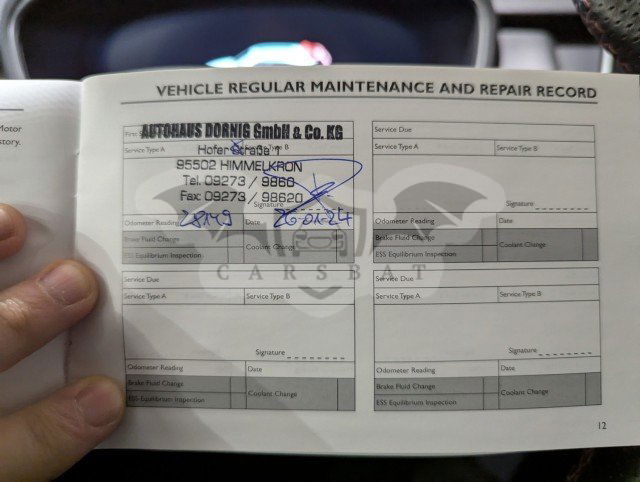 VEHICLE REGULAR MAINTENANCE AND REPAIR RECORD
Motor
story.
First
AUTOHAUS DORNIG GmbH & Co. KG
Service Type A
Type B
Hofer Straße 1
95502 HIMMELKRON
Tel. 09273 / 9860
Fax: 09273 / 98620
Signature
Odometer Reading
28149
Date
26-01-24
Brake Fluid Change
Coolant Change
ESS Equilibrium Inspection
Service Due
Service Type A
Service Type B
Signature
Odometer Reading
Date
Brake Fluid Change
Coolant Change
ESS Equilibrium Inspection
CARSBAT
Service Due
Service Type A
Service Type B
Signature
Odometer Reading
Date
Brake Fluid Change
Coolant Change
ESS Equilibrium Inspection
Service Due
Service Type A
Service Type B
Signature
Odometer Reading
Date
Brake Fluid Change
Coolant Change
ESS Equilibrium Inspection
12